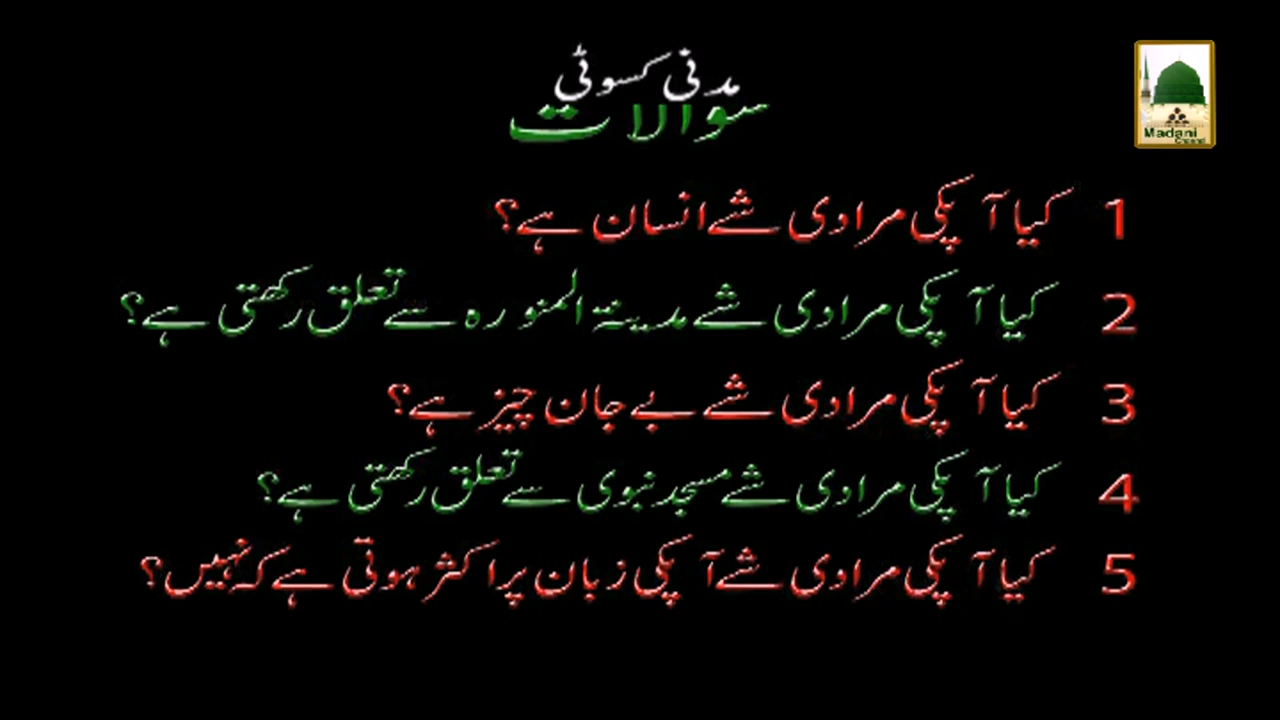 مدنی کسوٹی
سوالات
1 کیا آپکی مرادی شے انسان ہے؟
2 کیا آپکی مرادی شے مدینۃ المنورہ سے تعلق رکھتی ہے؟
3 کیا آپکی مرادی شے بے جان چیز ہے؟
4 کیا آپکی مرادی شے مسجد نبوی سے تعلق رکھتی ہے؟
5 کیا آپکی مرادی شے آپکی زبان پر اکثر ہوتی ہے کہ نہیں؟
Madani
Channel